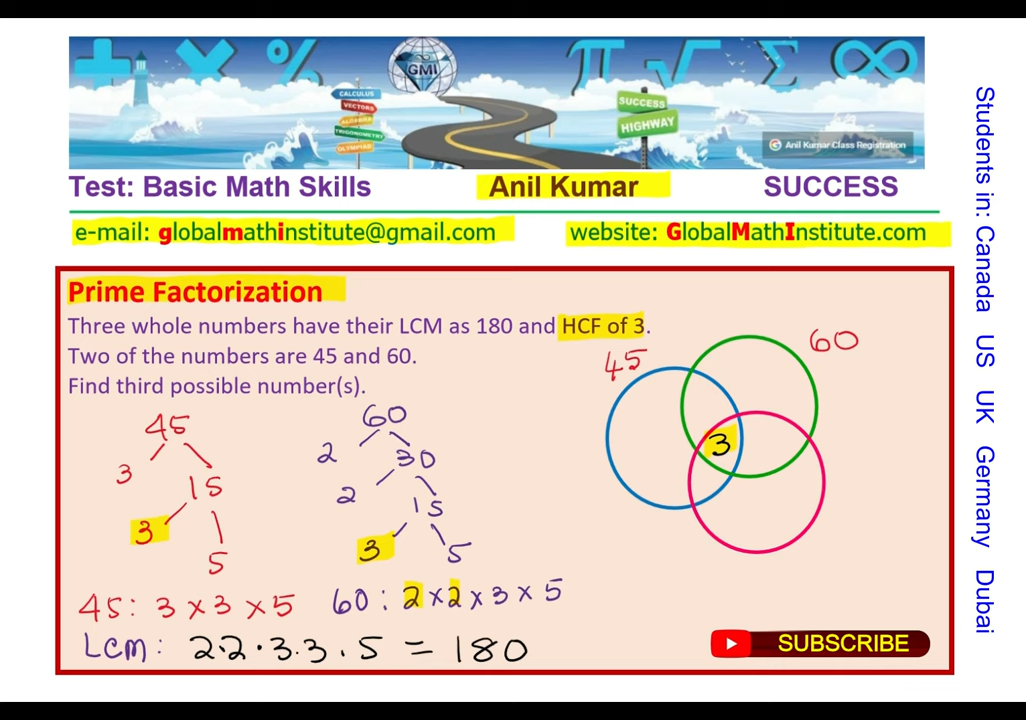 GMI
CALCULUS
VECTORS
ALGEBRA
TRIGONOMETRY
OLYMPIAD
SUCCESS
HIGHWAY
Anil Kumar Class Registration
Test: Basic Math Skills Anil Kumar SUCCESS
e-mail: globalmathinstitute@gmail.com website: GlobalMathInstitute.com
Prime Factorization
Three whole numbers have their LCM as 180 and HCF of 3.
Two of the numbers are 45 and 60.
Find third possible number(s).
45
3 15
3
5
60
2 30
2 15
3 5
45 60
3
45: 3 × 3 × 5 60: 2 × 2 × 3 × 5
LCM: 2·2·3·3·5 = 180
SUBSCRIBE
Students in: Canada US UK Germany Dubai